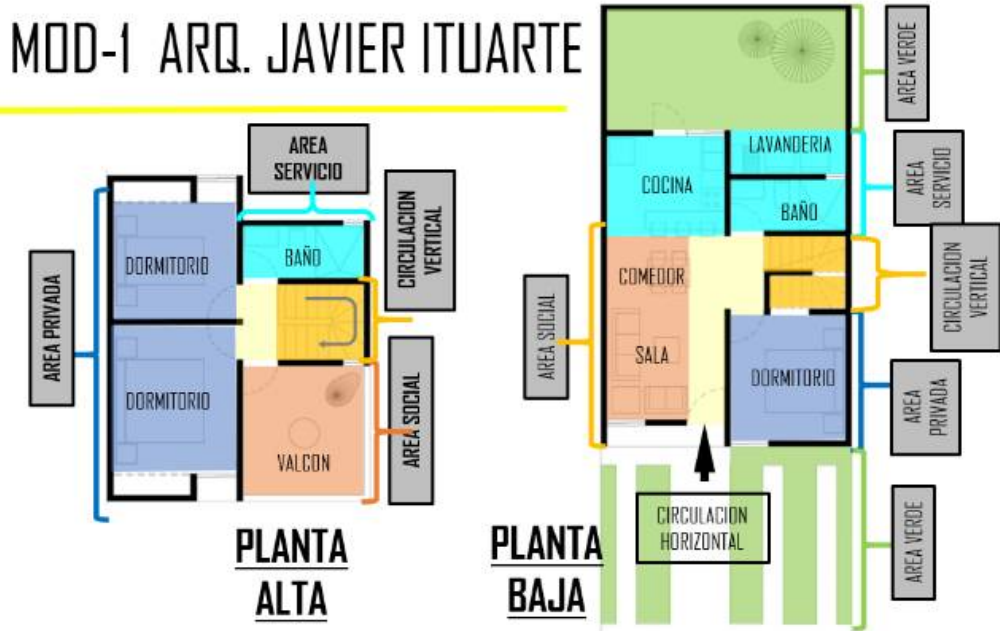 MOD-1 ARQ. JAVIER ITUARTE
AREA
SERVICIO
AREA PRIVADA
DORMITORIO
BAÑO
CIRCULACION
VERTICAL
DORMITORIO
VALCON
AREA SOCIAL
PLANTA
ALTA
AREA VERDE
LAVANDERIA
COCINA
BAÑO
AREA
SERVICIO
COMEDOR
CIRCULACION
VERTICAL
AREA SOCIAL
SALA
DORMITORIO
AREA
PRIVADA
CIRCULACION
HORIZONTAL
AREA VERDE
PLANTA
BAJA